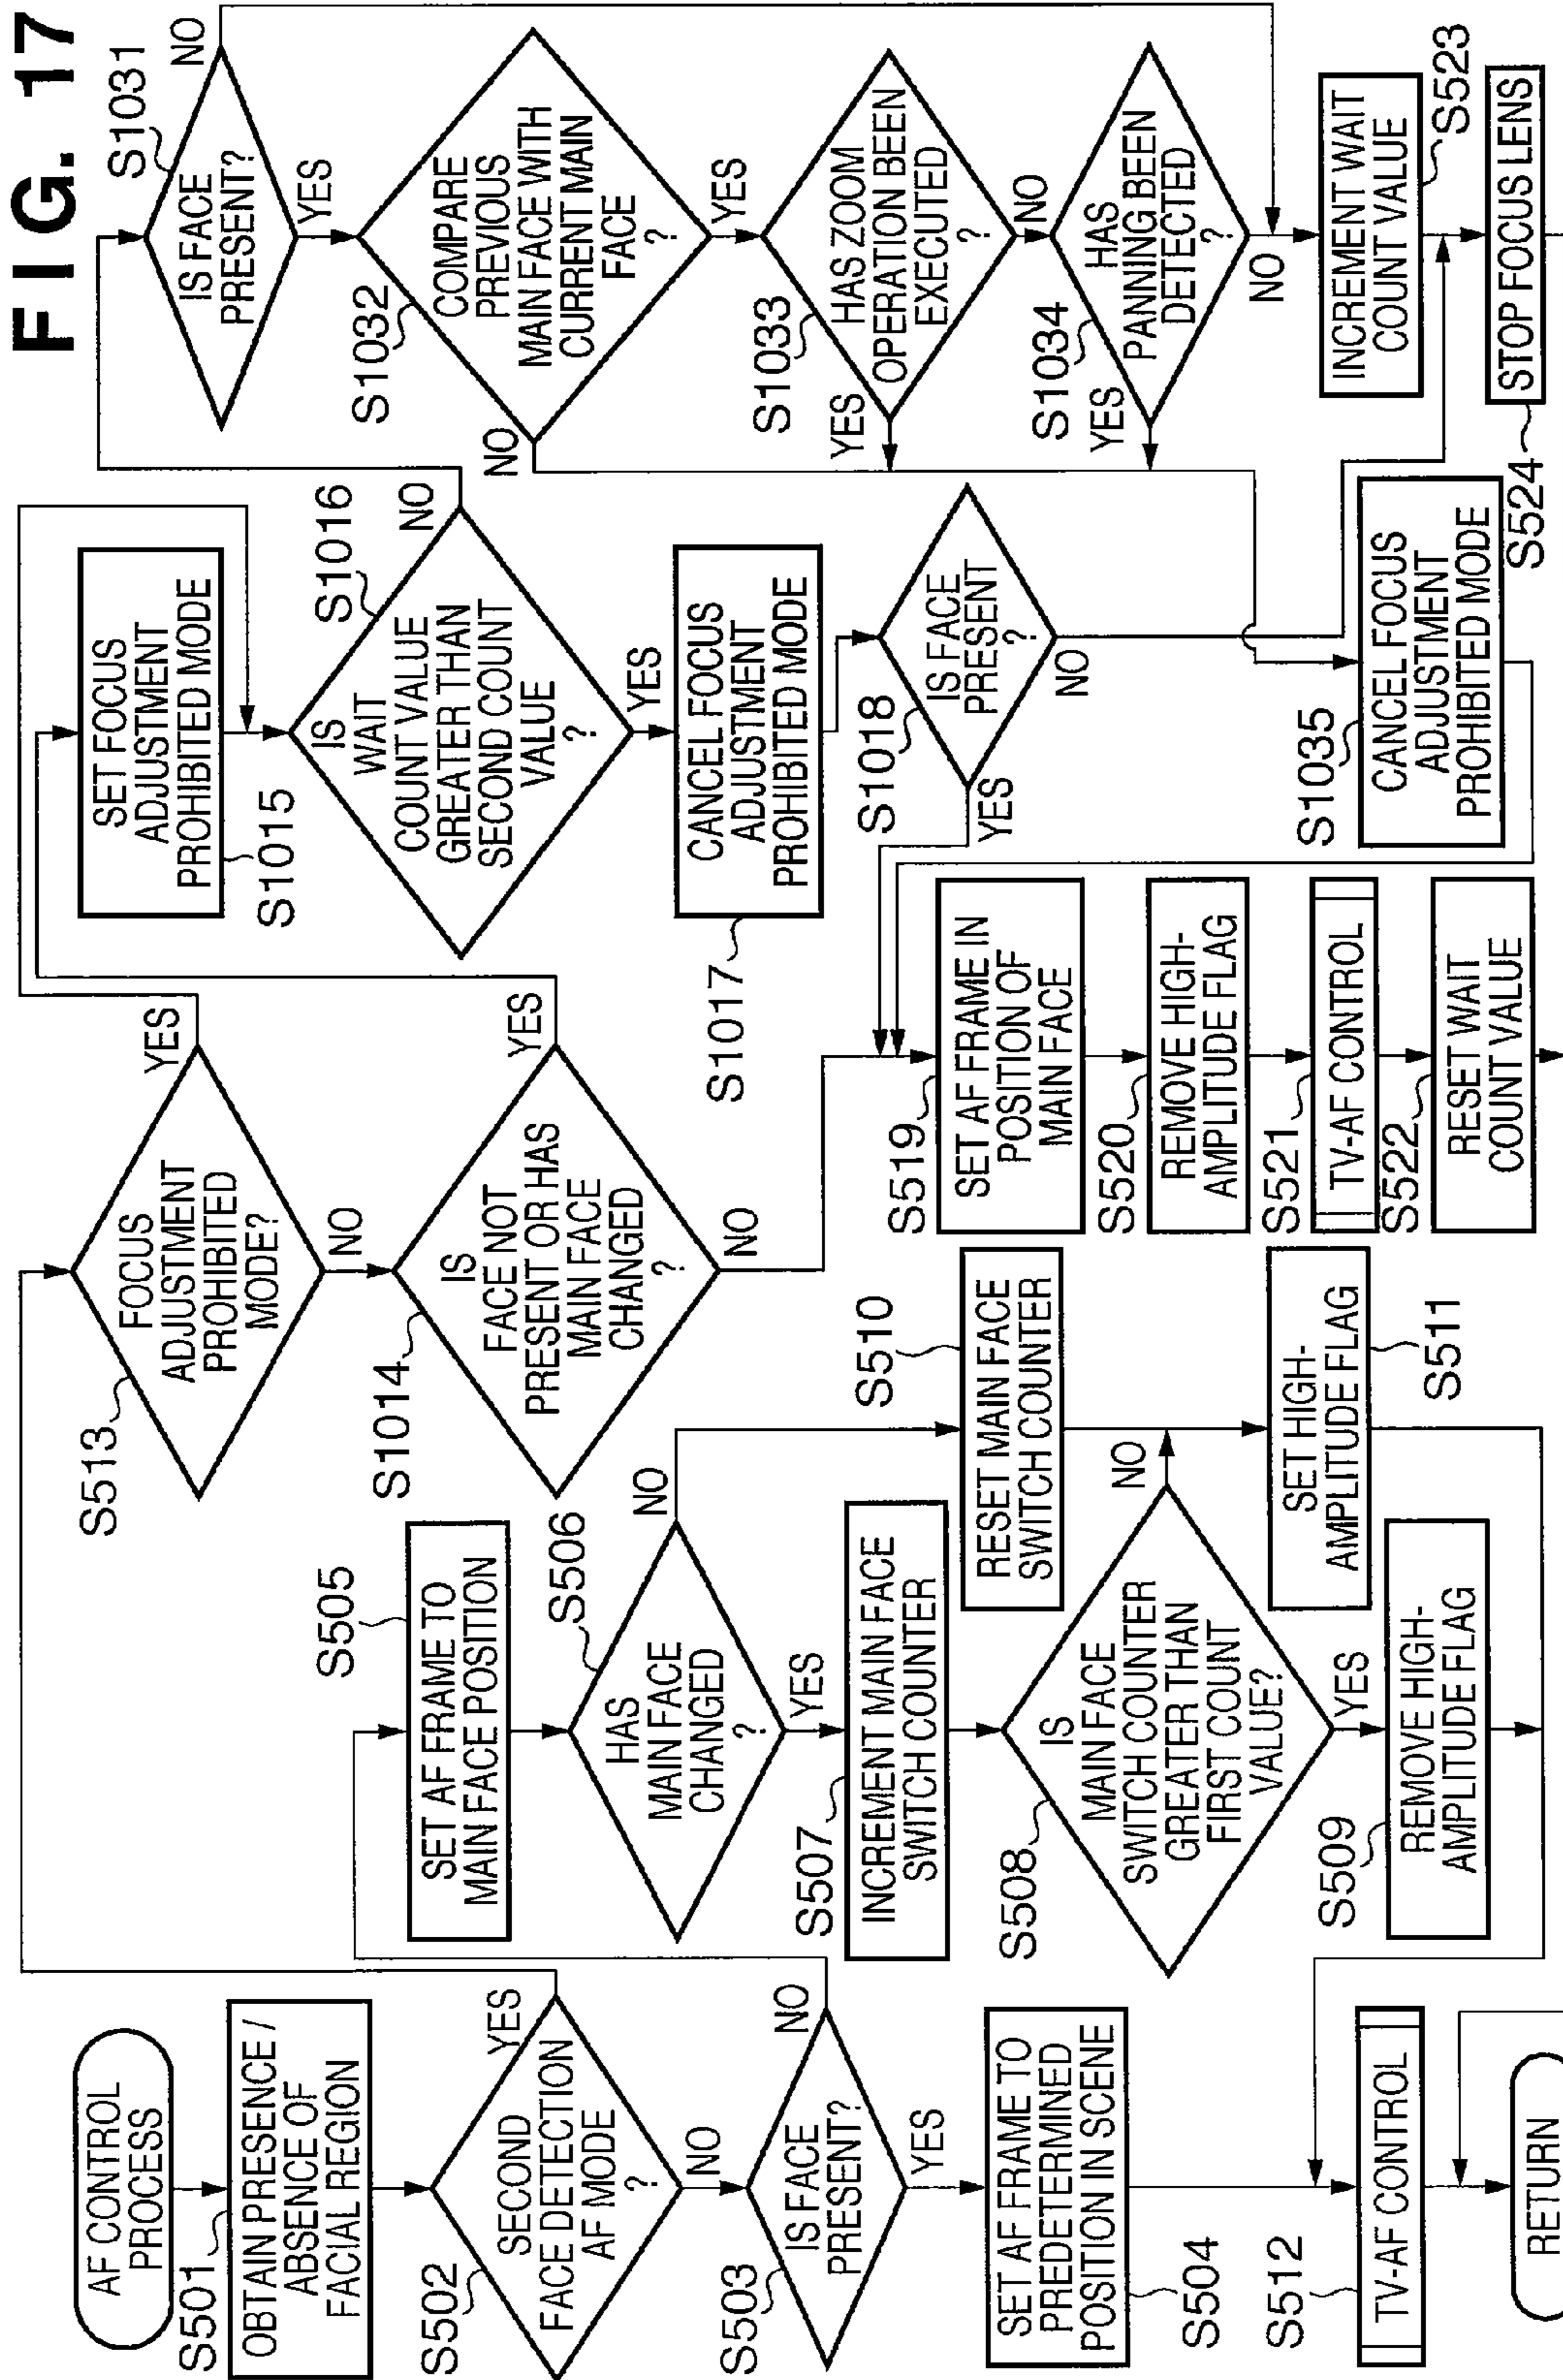 FIG. 17
AF CONTROL
PROCESS
S501
OBTAIN PRESENCE /
ABSENCE OF
FACIAL REGION
S502
SECOND
FACE DETECTION
AF MODE
?
YES
NO
S503
IS FACE
PRESENT?
NO
YES
SET AF FRAME TO
PREDETERMINED
POSITION IN SCENE
S504
S512
TV-AF CONTROL
RETURN
S505
SET AF FRAME TO
MAIN FACE POSITION
S506
HAS
MAIN FACE
CHANGED
?
NO
YES
S507
INCREMENT MAIN FACE
SWITCH COUNTER
S508
IS
MAIN FACE
SWITCH COUNTER
GREATER THAN
FIRST COUNT
VALUE?
NO
YES
S509
REMOVE HIGH-
AMPLITUDE FLAG
S510
RESET MAIN FACE
SWITCH COUNTER
SET HIGH-
AMPLITUDE FLAG
S511
S513
FOCUS
ADJUSTMENT
PROHIBITED
MODE?
YES
NO
S1014
IS
FACE NOT
PRESENT OR HAS
MAIN FACE
CHANGED
?
YES
NO
S519
SET AF FRAME IN
POSITION OF
MAIN FACE
S520
REMOVE HIGH-
AMPLITUDE FLAG
S521
TV-AF CONTROL
S522
RESET WAIT
COUNT VALUE
SET FOCUS
ADJUSTMENT
PROHIBITED MODE
S1015
S1016
IS
WAIT
COUNT VALUE
GREATER THAN
SECOND COUNT
VALUE
?
NO
YES
CANCEL FOCUS
ADJUSTMENT
PROHIBITED MODE
S1017
S1018
IS FACE
PRESENT
?
YES
NO
S1035
CANCEL FOCUS
ADJUSTMENT
PROHIBITED MODE
S1031
IS FACE
PRESENT?
NO
YES
S1032
COMPARE
PREVIOUS
MAIN FACE WITH
CURRENT MAIN
FACE
?
NO
YES
S1033
HAS ZOOM
OPERATION BEEN
EXECUTED
?
YES
NO
S1034
HAS
PANNING BEEN
DETECTED
?
YES
NO
INCREMENT WAIT
COUNT VALUE
S523
STOP FOCUS LENS
S524